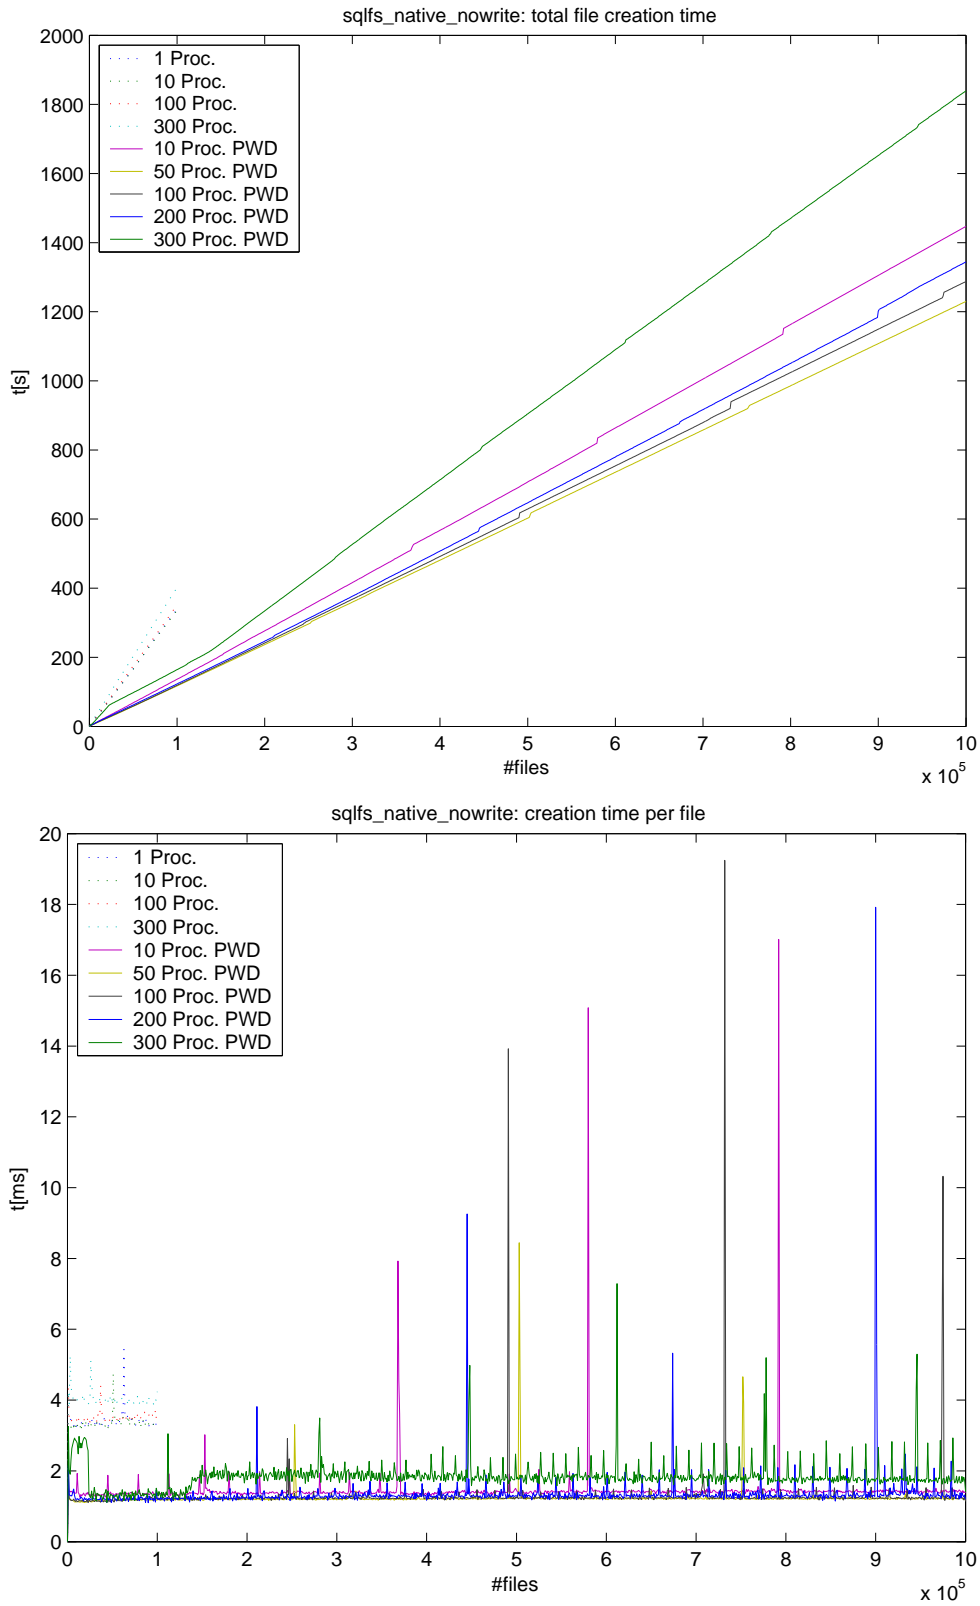 sqlfs_native_nowrite: total file creation time
2000
1800
1600
1400
1200
1000
800
600
400
200
0
t[s]
1 Proc.
10 Proc.
100 Proc.
300 Proc.
10 Proc. PWD
50 Proc. PWD
100 Proc. PWD
200 Proc. PWD
300 Proc. PWD
0 1 2 3 4 5 6 7 8 9 10
#files
x 10^5
sqlfs_native_nowrite: creation time per file
20
18
16
14
12
10
8
6
4
2
0
t[ms]
1 Proc.
10 Proc.
100 Proc.
300 Proc.
10 Proc. PWD
50 Proc. PWD
100 Proc. PWD
200 Proc. PWD
300 Proc. PWD
0 1 2 3 4 5 6 7 8 9 10
#files
x 10^5